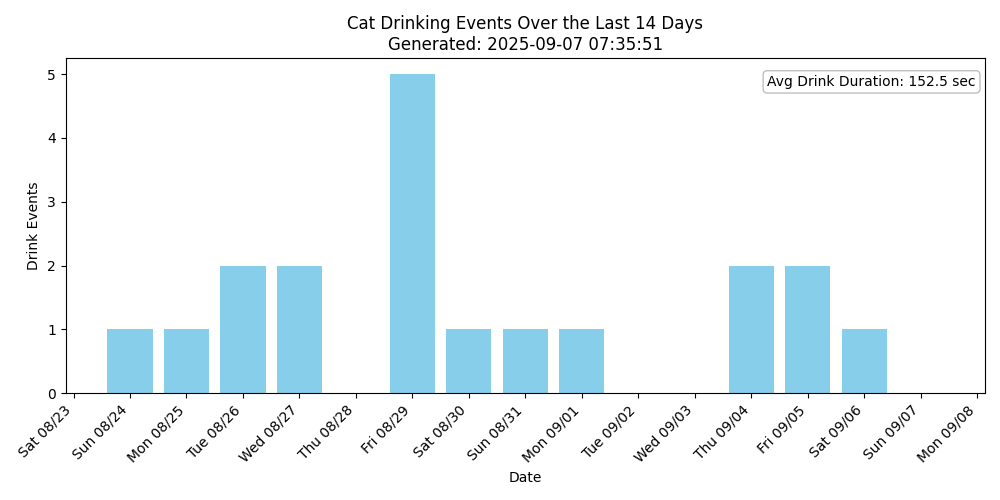 Cat Drinking Events Over the Last 14 Days
Generated: 2025-09-07 07:35:51
Avg Drink Duration: 152.5 sec
Drink Events
5
4
3
2
1
0
Sat 08/23
Sun 08/24
Mon 08/25
Tue 08/26
Wed 08/27
Thu 08/28
Fri 08/29
Sat 08/30
Sun 08/31
Mon 09/01
Tue 09/02
Wed 09/03
Thu 09/04
Fri 09/05
Sat 09/06
Sun 09/07
Mon 09/08
Date